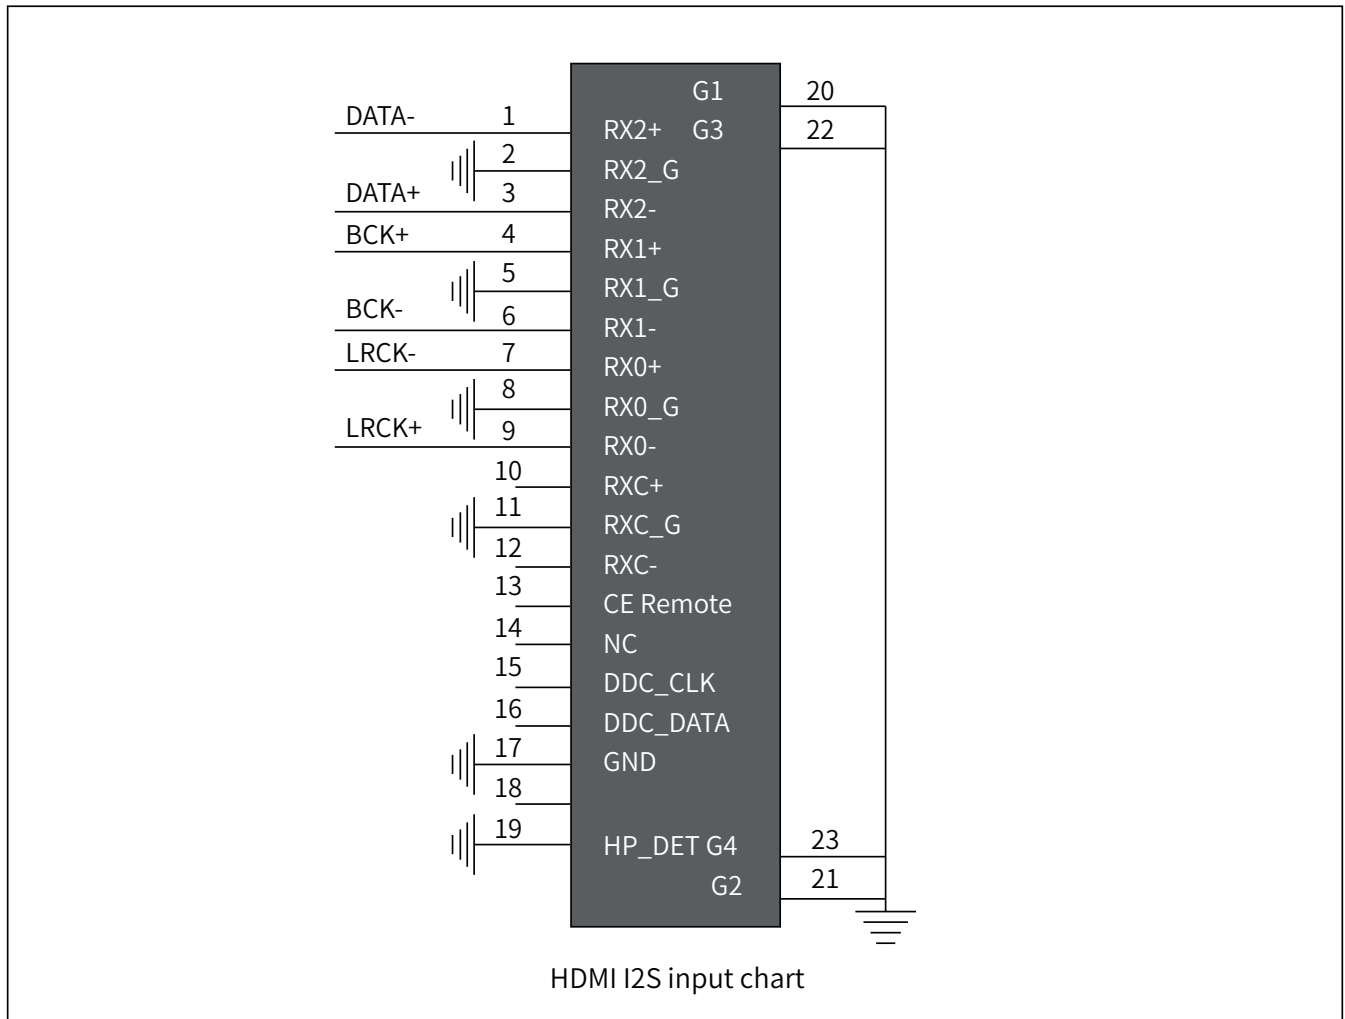 G1 20
DATA- 1 RX2+ G3 22
2 RX2_G
DATA+ 3 RX2-
BCK+ 4 RX1+
5 RX1_G
BCK- 6 RX1-
LRCK- 7 RX0+
8 RX0_G
LRCK+ 9 RX0-
10 RXC+
11 RXC_G
12 RXC-
13 CE Remote
14 NC
15 DDC_CLK
16 DDC_DATA
17 GND
18
19 HP_DET G4 23
G2 21
HDMI I2S input chart